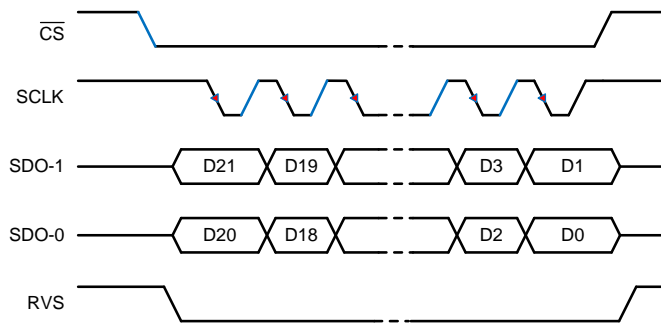 CS
SCLK
SDO-1 D21 D19 D3 D1
SDO-0 D20 D18 D2 D0
RVS